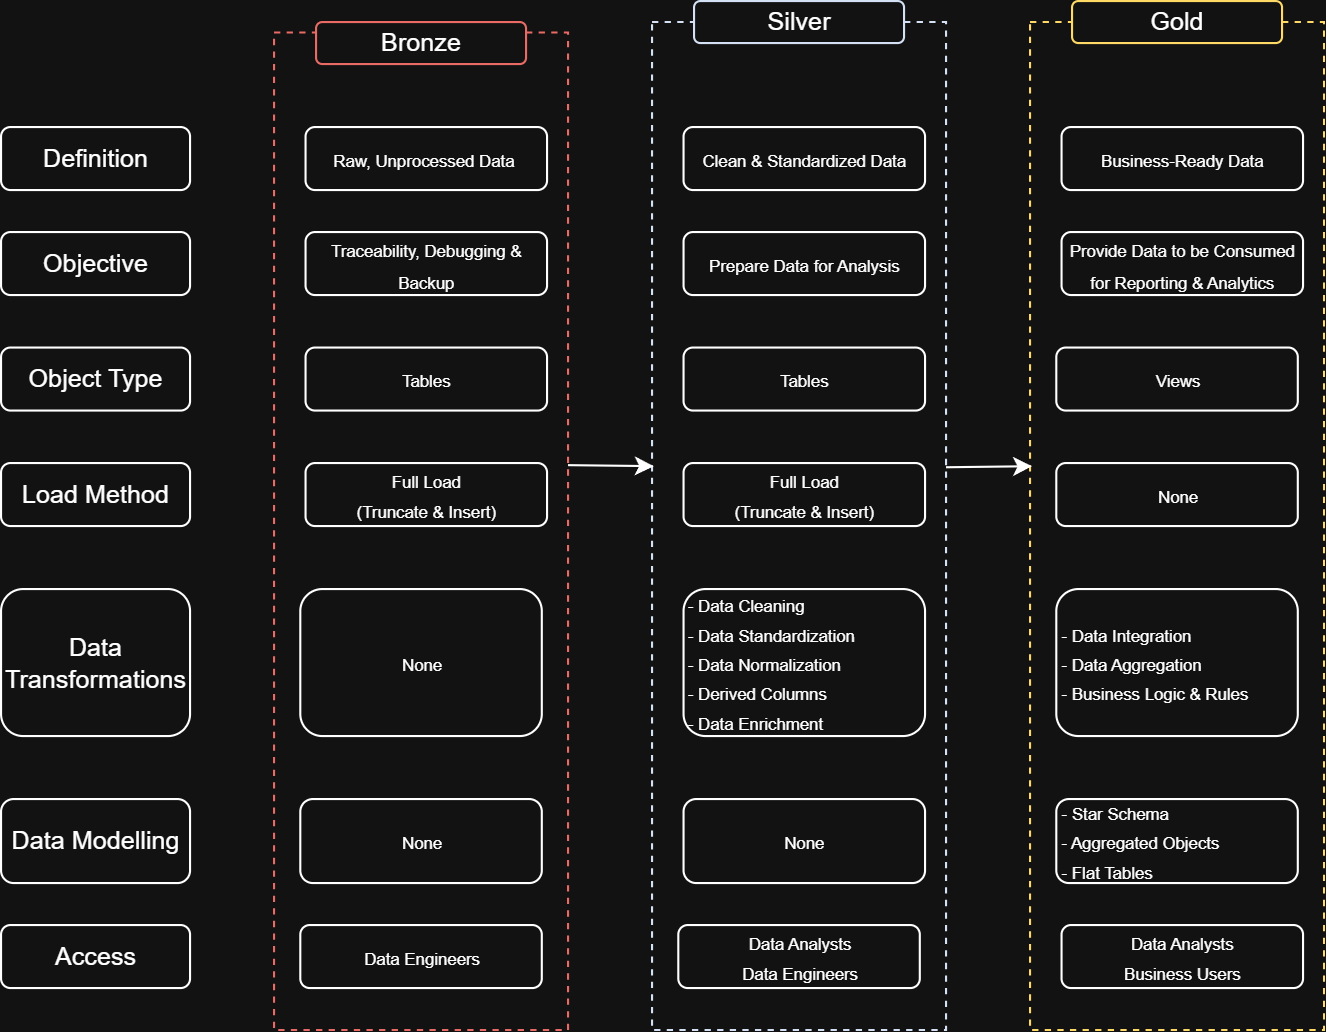 Bronze
Silver
Gold
Definition
Raw, Unprocessed Data
Clean & Standardized Data
Business-Ready Data
Objective
Traceability, Debugging &
Backup
Prepare Data for Analysis
Provide Data to be Consumed
for Reporting & Analytics
Object Type
Tables
Tables
Views
Load Method
Full Load
(Truncate & Insert)
Full Load
(Truncate & Insert)
None
Data
Transformations
None
- Data Cleaning
- Data Standardization
- Data Normalization
- Derived Columns
- Data Enrichment
- Data Integration
- Data Aggregation
- Business Logic & Rules
Data Modelling
None
None
- Star Schema
- Aggregated Objects
- Flat Tables
Access
Data Engineers
Data Analysts
Data Engineers
Data Analysts
Business Users